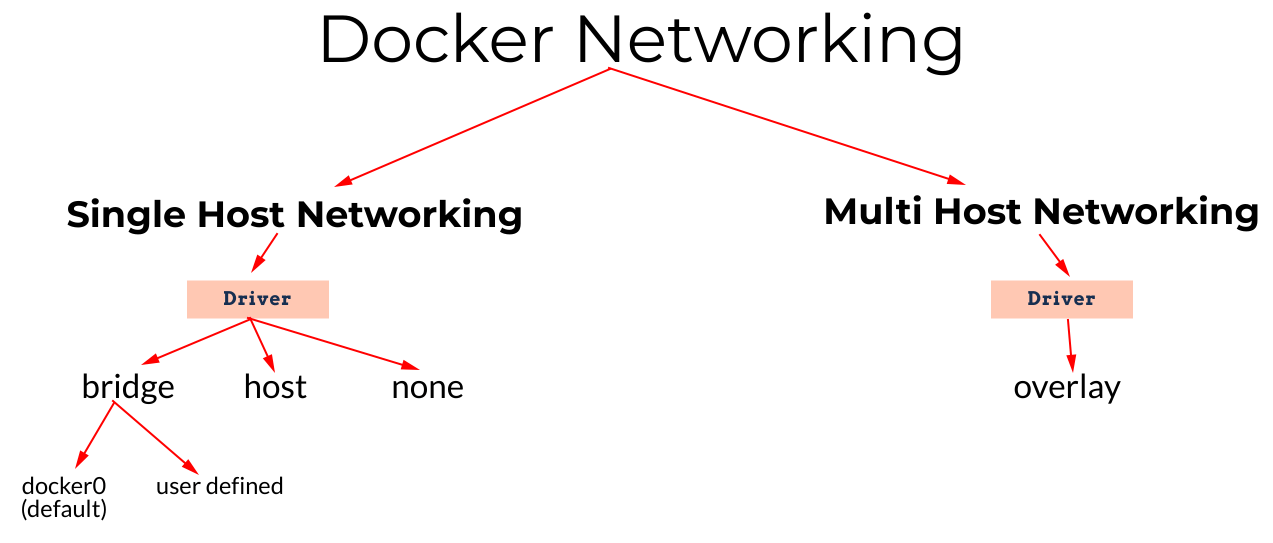 Docker Networking
Single Host Networking
Multi Host Networking
Driver
Driver
bridge
host
none
overlay
docker0
(default)
user defined